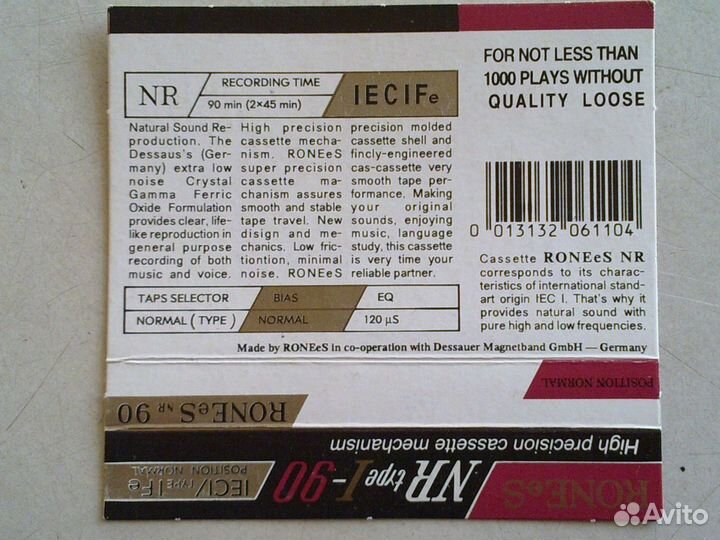 NR
RECORDING TIME
90 min (2×45 min)
IECIFe
FOR NOT LESS THAN
1000 PLAYS WITHOUT
QUALITY LOOSE
Natural Sound Re-
production. The
Dessaus's (Ger-
many) extra low
noise Crystal
Gamma Ferric
Oxide Formulation
provides clear, life-
like reproduction in
general purpose
recording of both
music and voice.
High precision
cassette mecha-
nism. RONEeS
super precision
cassette ma-
chanism assures
smooth and stable
tape travel. New
disign and me-
chanics. Low fric-
tiontion, minimal
noise. RONEeS
precision molded
cassette shell and
fincly-engineered
cas-cassette very
smooth tape per-
formance. Making
your original
sounds, enjoying
music, language
study, this cassette
is very time your
reliable partner.
0 013132 061104
Cassette RONEeS NR
corresponds to its charac-
teristics of international stand-
art origin IEC I. That's why it
provides natural sound with
pure high and low frequencies.
TAPS SELECTOR
BIAS
EQ
NORMAL (TYPE)
NORMAL
120 µS
Made by RONEeS in co-operation with Dessauer Magnetband GmbH — Germany
POSITION NORMAL
RONEeS NR 90
High precision cassette mechanism
RONEeS
NR type I-90
IECI/TYPE I Fe
POSITION NORMAL
Avito